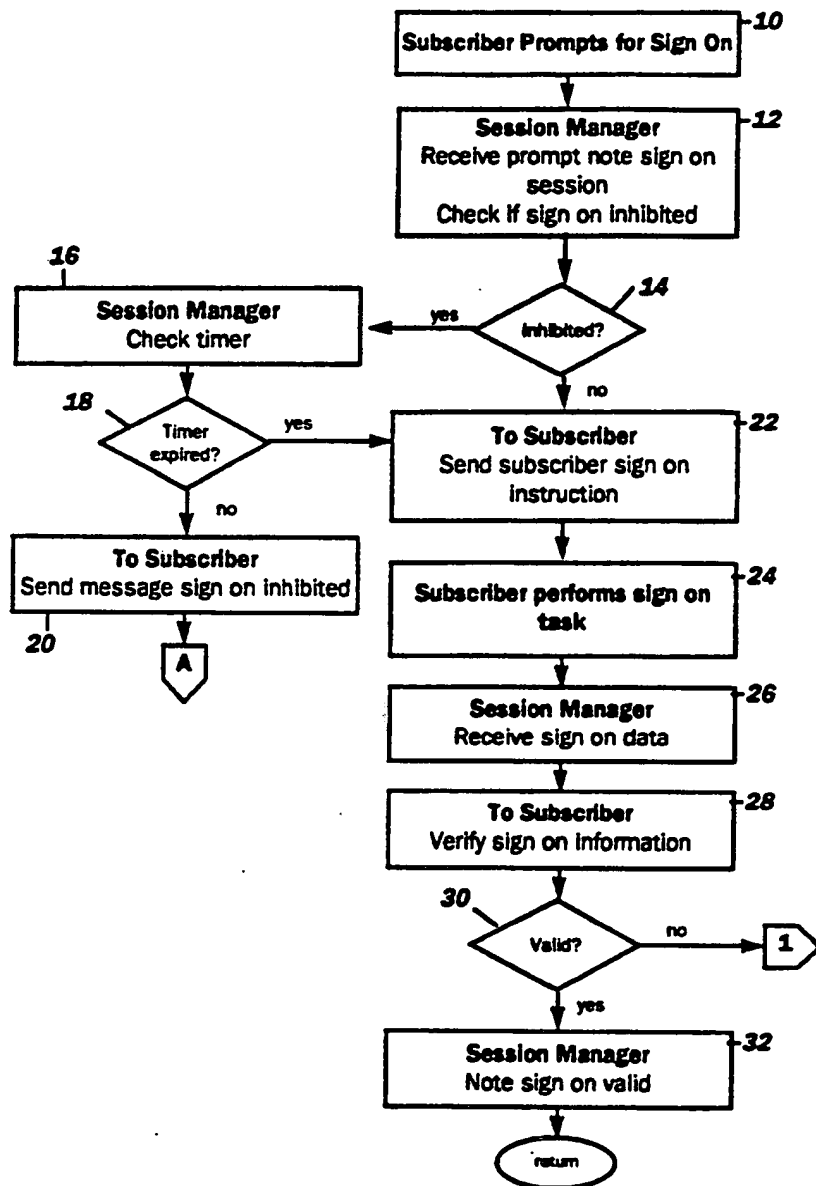 10
Subscriber Prompts for Sign On
12
Session Manager
Receive prompt note sign on
session
Check if sign on inhibited
14
Inhibited?
yes
no
16
Session Manager
Check timer
18
Timer
expired?
yes
no
To Subscriber
Send message sign on inhibited
20
A
22
To Subscriber
Send subscriber sign on
instruction
24
Subscriber performs sign on
task
26
Session Manager
Receive sign on data
28
To Subscriber
Verify sign on information
30
Valid?
no
1
yes
32
Session Manager
Note sign on valid
return